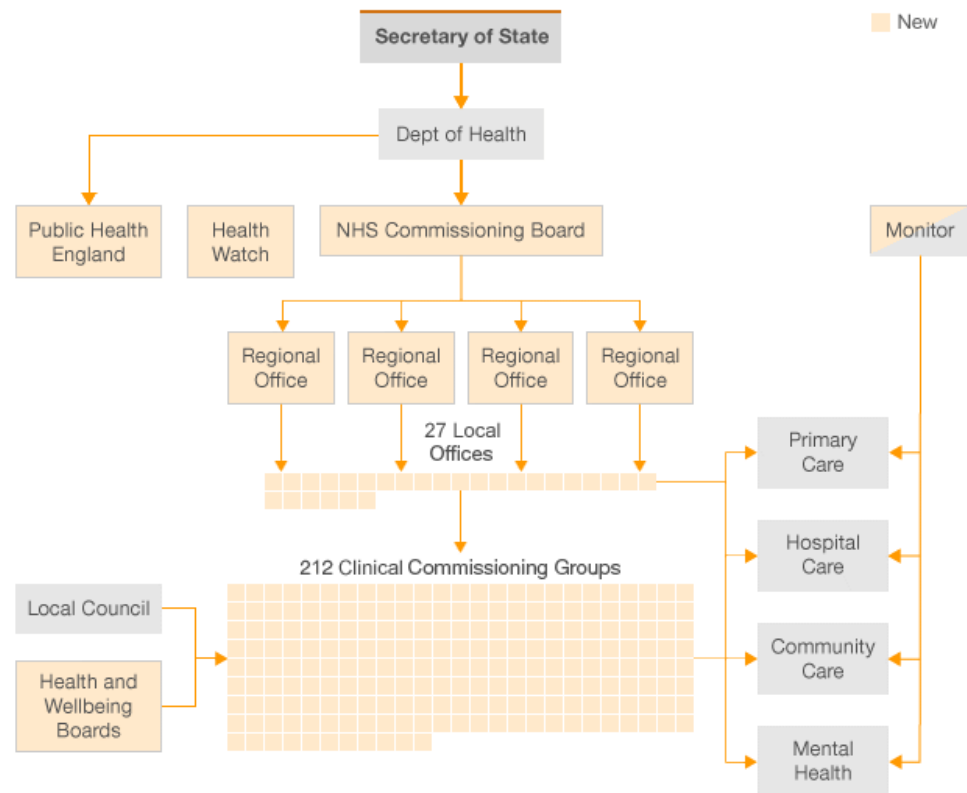 New
Secretary of State
Dept of Health
Public Health
England
Health
Watch
NHS Commissioning Board
Monitor
Regional
Office
Regional
Office
Regional
Office
Regional
Office
27 Local
Offices
Primary
Care
Hospital
Care
212 Clinical Commissioning Groups
Local Council
Health and
Wellbeing
Boards
Community
Care
Mental
Health